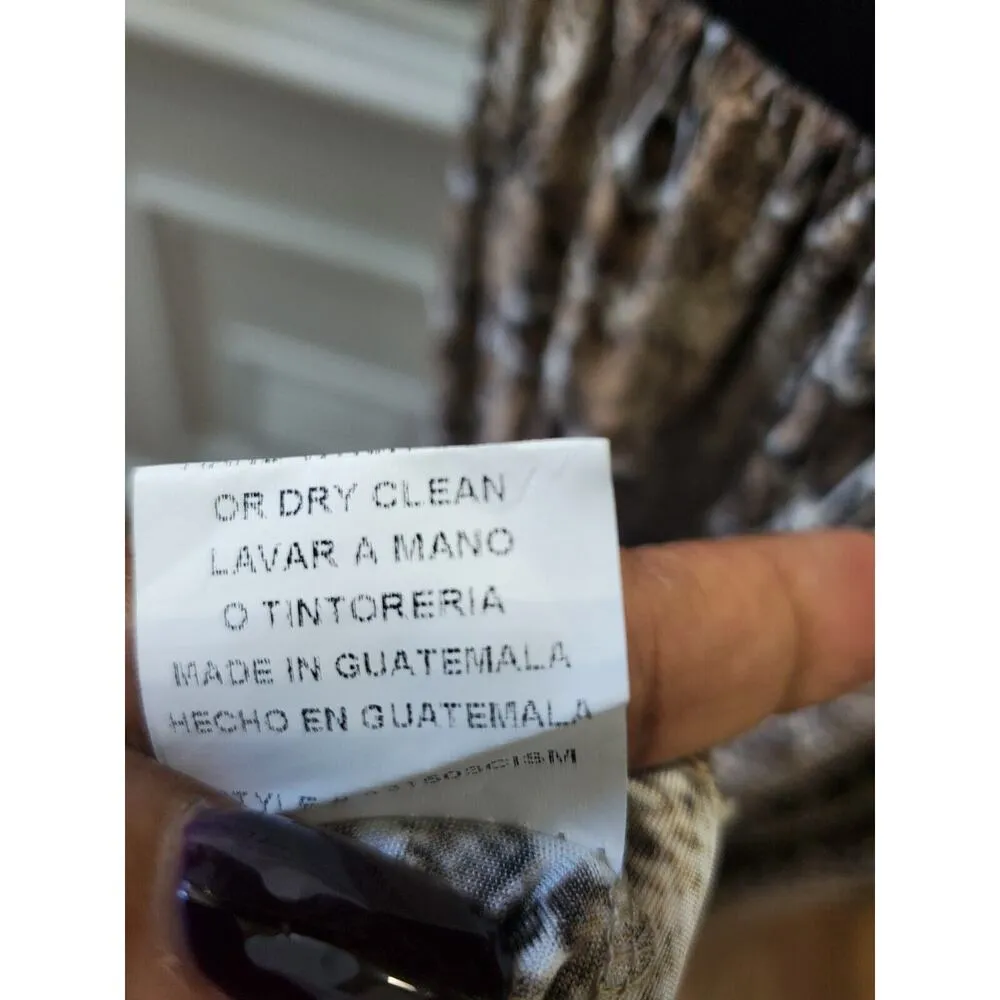 OR DRY CLEAN
LAVAR A MANO
O TINTORERIA
MADE IN GUATEMALA
HECHO EN GUATEMALA